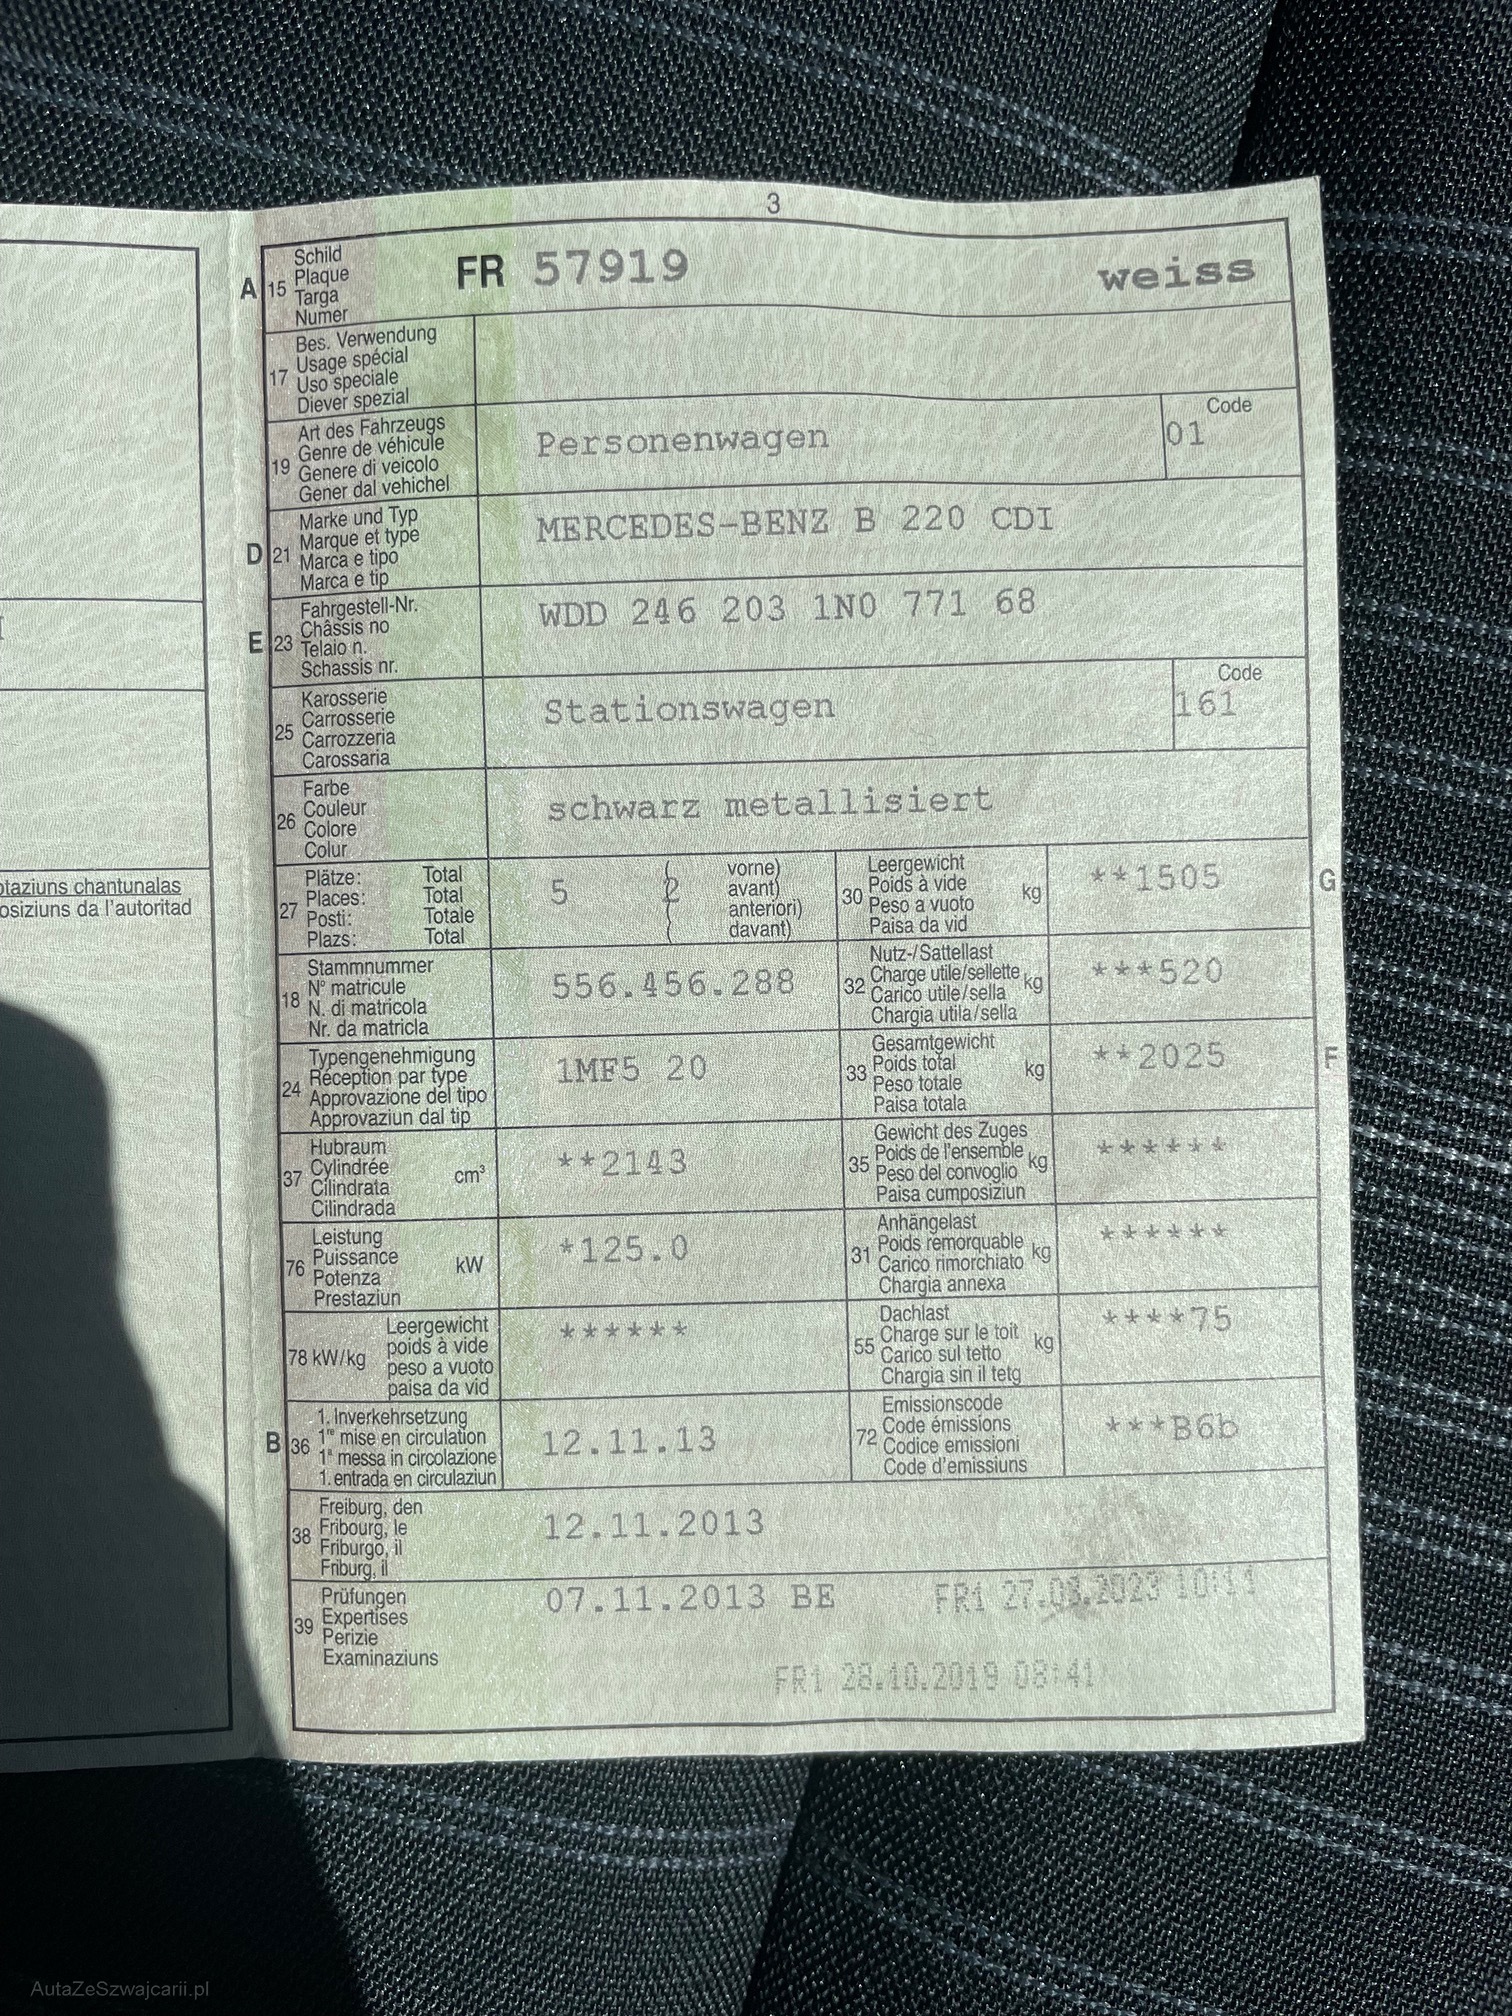 3
A 15 Schild
Plaque
Targa
Numer
FR 57919 weiss
17 Bes. Verwendung
Usage spécial
Uso speciale
Diever spezial
19 Art des Fahrzeugs
Genre de véhicule
Genere di veicolo
Gener dal vehichel
Personenwagen
Code
01
D 21 Marke und Typ
Marque et type
Marca e tipo
Marca e tip
MERCEDES-BENZ B 220 CDI
E 23 Fahrgestell-Nr.
Châssis no
Telaio n.
Schassis nr.
WDD 246 203 1N0 771 68
25 Karosserie
Carrosserie
Carrozzeria
Carossaria
Stationswagen
Code
161
26 Farbe
Couleur
Colore
Colur
schwarz metallisiert
27 Plätze: Total
Places: Total
Posti: Totale
Plazs: Total
5 ( 2 vorne)
avant)
anteriori)
( davant)
30 Leergewicht
Poids à vide
Peso a vuoto
Paisa da vid
kg
**1505
G
18 Stammnummer
N° matricule
N. di matricola
Nr. da matricla
556.456.288
32 Nutz-/Sattellast
Charge utile/sellette
Carico utile/sella
Chargia utila/sella
kg
***520
24 Typengenehmigung
Réception par type
Approvazione del tipo
Approvaziun dal tip
1MF5 20
33 Gesamtgewicht
Poids total
Peso totale
Paisa totala
kg
**2025
F
37 Hubraum
Cylindrée
Cilindrata
Cilindrada
cm³
**2143
35 Gewicht des Zuges
Poids de l'ensemble
Peso del convoglio
Paisa cumposiziun
kg
******
76 Leistung
Puissance
Potenza
Prestaziun
kW
*125.0
31 Anhängelast
Poids remorquable
Carico rimorchiato
Chargia annexa
kg
******
78 kW/kg Leergewicht
poids à vide
peso a vuoto
paisa da vid
******
55 Dachlast
Charge sur le toit
Carico sul tetto
Chargia sin il tetg
kg
****75
B 36 1. Inverkehrsetzung
1re mise en circulation
1a messa in circolazione
1. entrada en circulaziun
12.11.13
72 Emissionscode
Code émissions
Codice emissioni
Code d'emissiuns
***B6b
38 Freiburg, den
Fribourg, le
Friburgo, il
Friburg, il
12.11.2013
39 Prüfungen
Expertises
Perizie
Examinaziuns
07.11.2013 BE FR1 27.03.2023 10:11
FR1 28.10.2019 08:41
taziuns chantunalas
osiziuns da l'autoritad
AutaZeSzwajcarii.pl